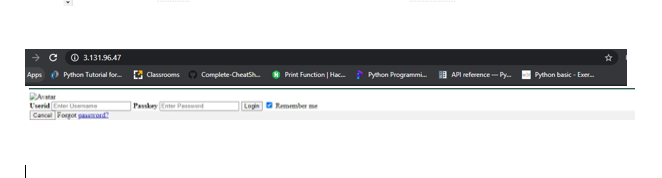 3.131.96.47
Apps Python Tutorial for... Classrooms Complete-CheatSh... Print Function | Hac... Python Programmi... API reference — Py... Python basic - Exer...
Avatar
Userid Enter Username Passkey Enter Password Login Remember me
Cancel Forgot password?